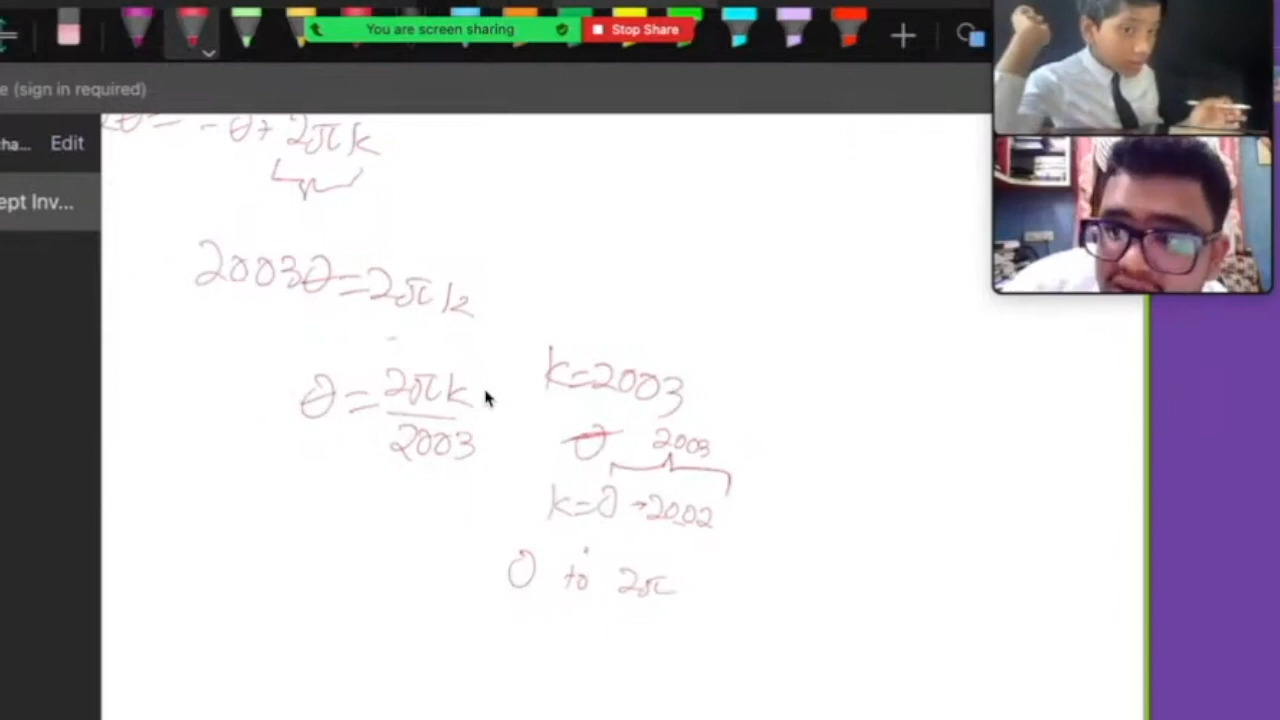 You are screen sharing
Stop Share
e (sign in required)
cha... Edit
ept Inv...
θ = - θ + 2πk
2003θ = 2πk
θ = 2πk / 2003
k = 2003
θ 2003
k = 0 → 2002
0 to 2π